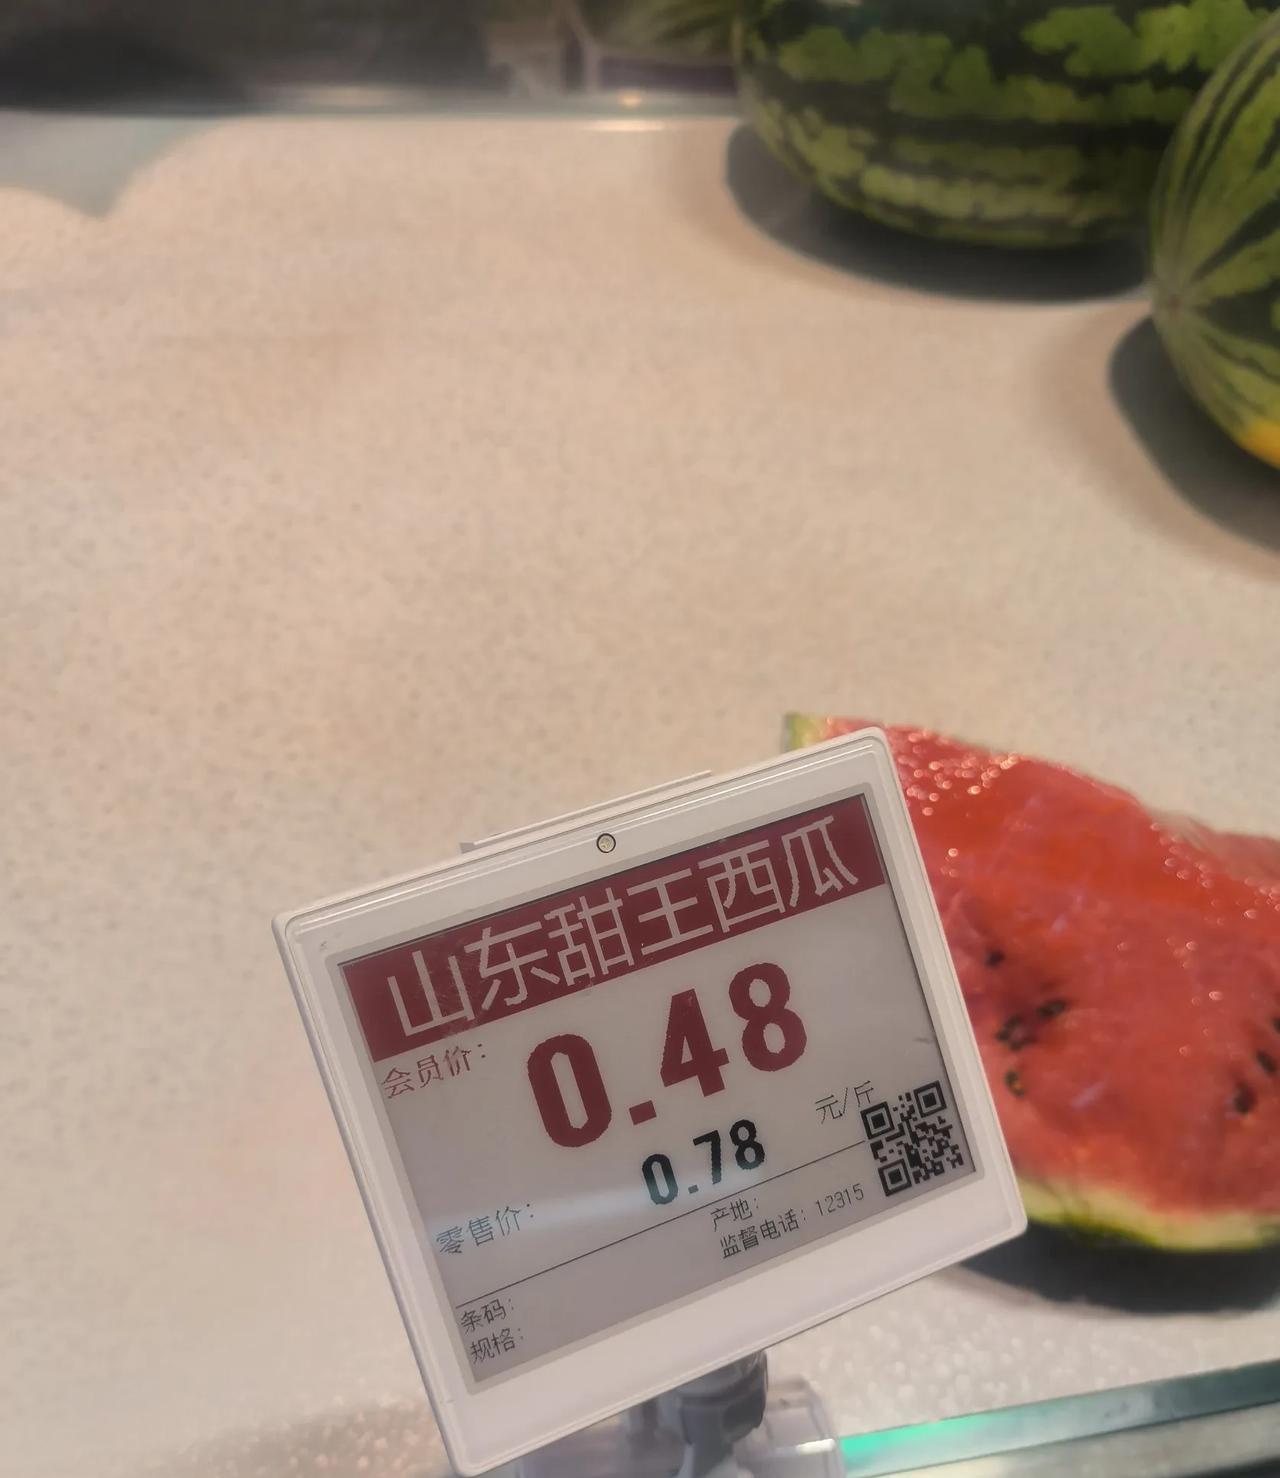 山东甜王西瓜
会员价：
0.48
元/斤
零售价：
0.78
产地：
监督电话：12315
条码：
规格：